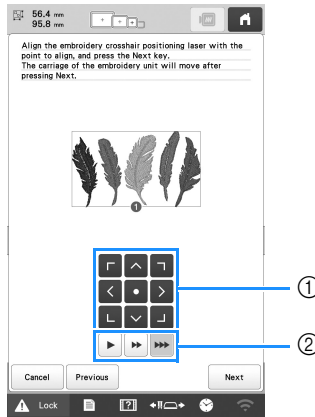 56.4 mm
95.8 mm
Align the embroidery crosshair positioning laser with the
point to align, and press the Next key.
The carriage of the embroidery unit will move after
pressing Next.
❶
①
②
Cancel
Previous
Next
Lock